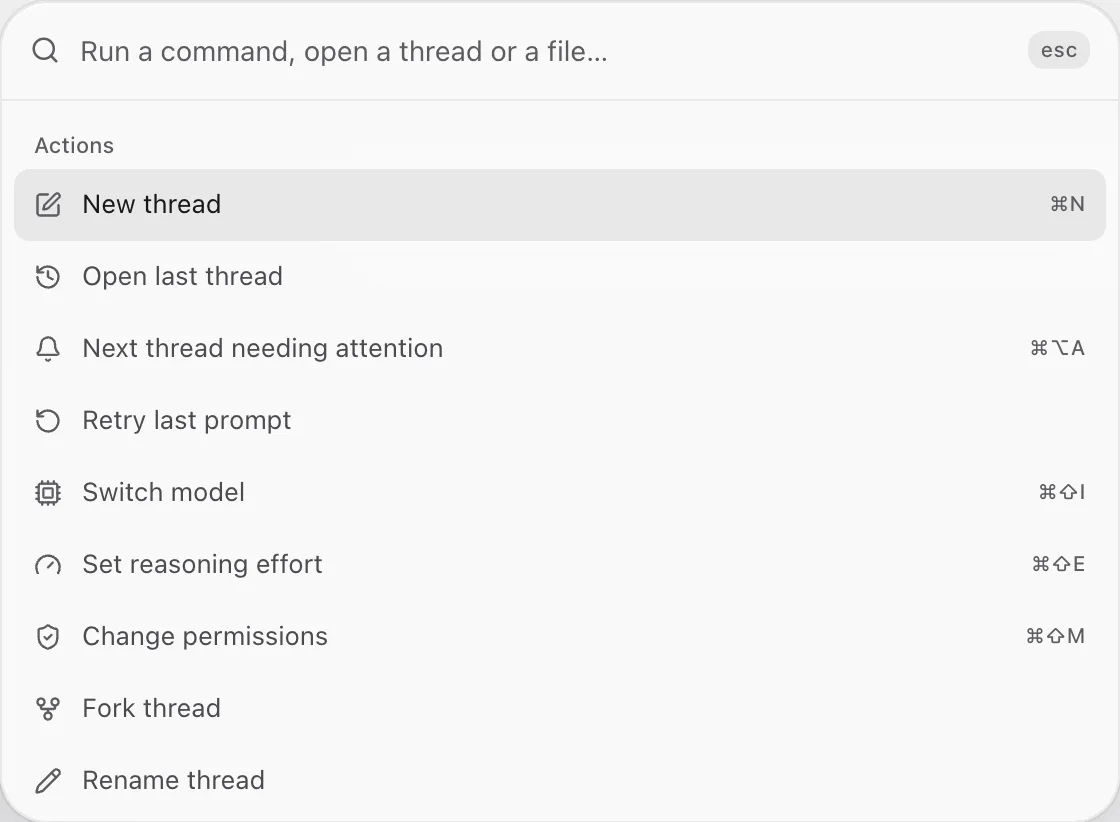 Run a command, open a thread or a file...
esc
Actions
New thread ⌘N
Open last thread
Next thread needing attention ⌘⌥A
Retry last prompt
Switch model ⌘⇧I
Set reasoning effort ⌘⇧E
Change permissions ⌘⇧M
Fork thread
Rename thread